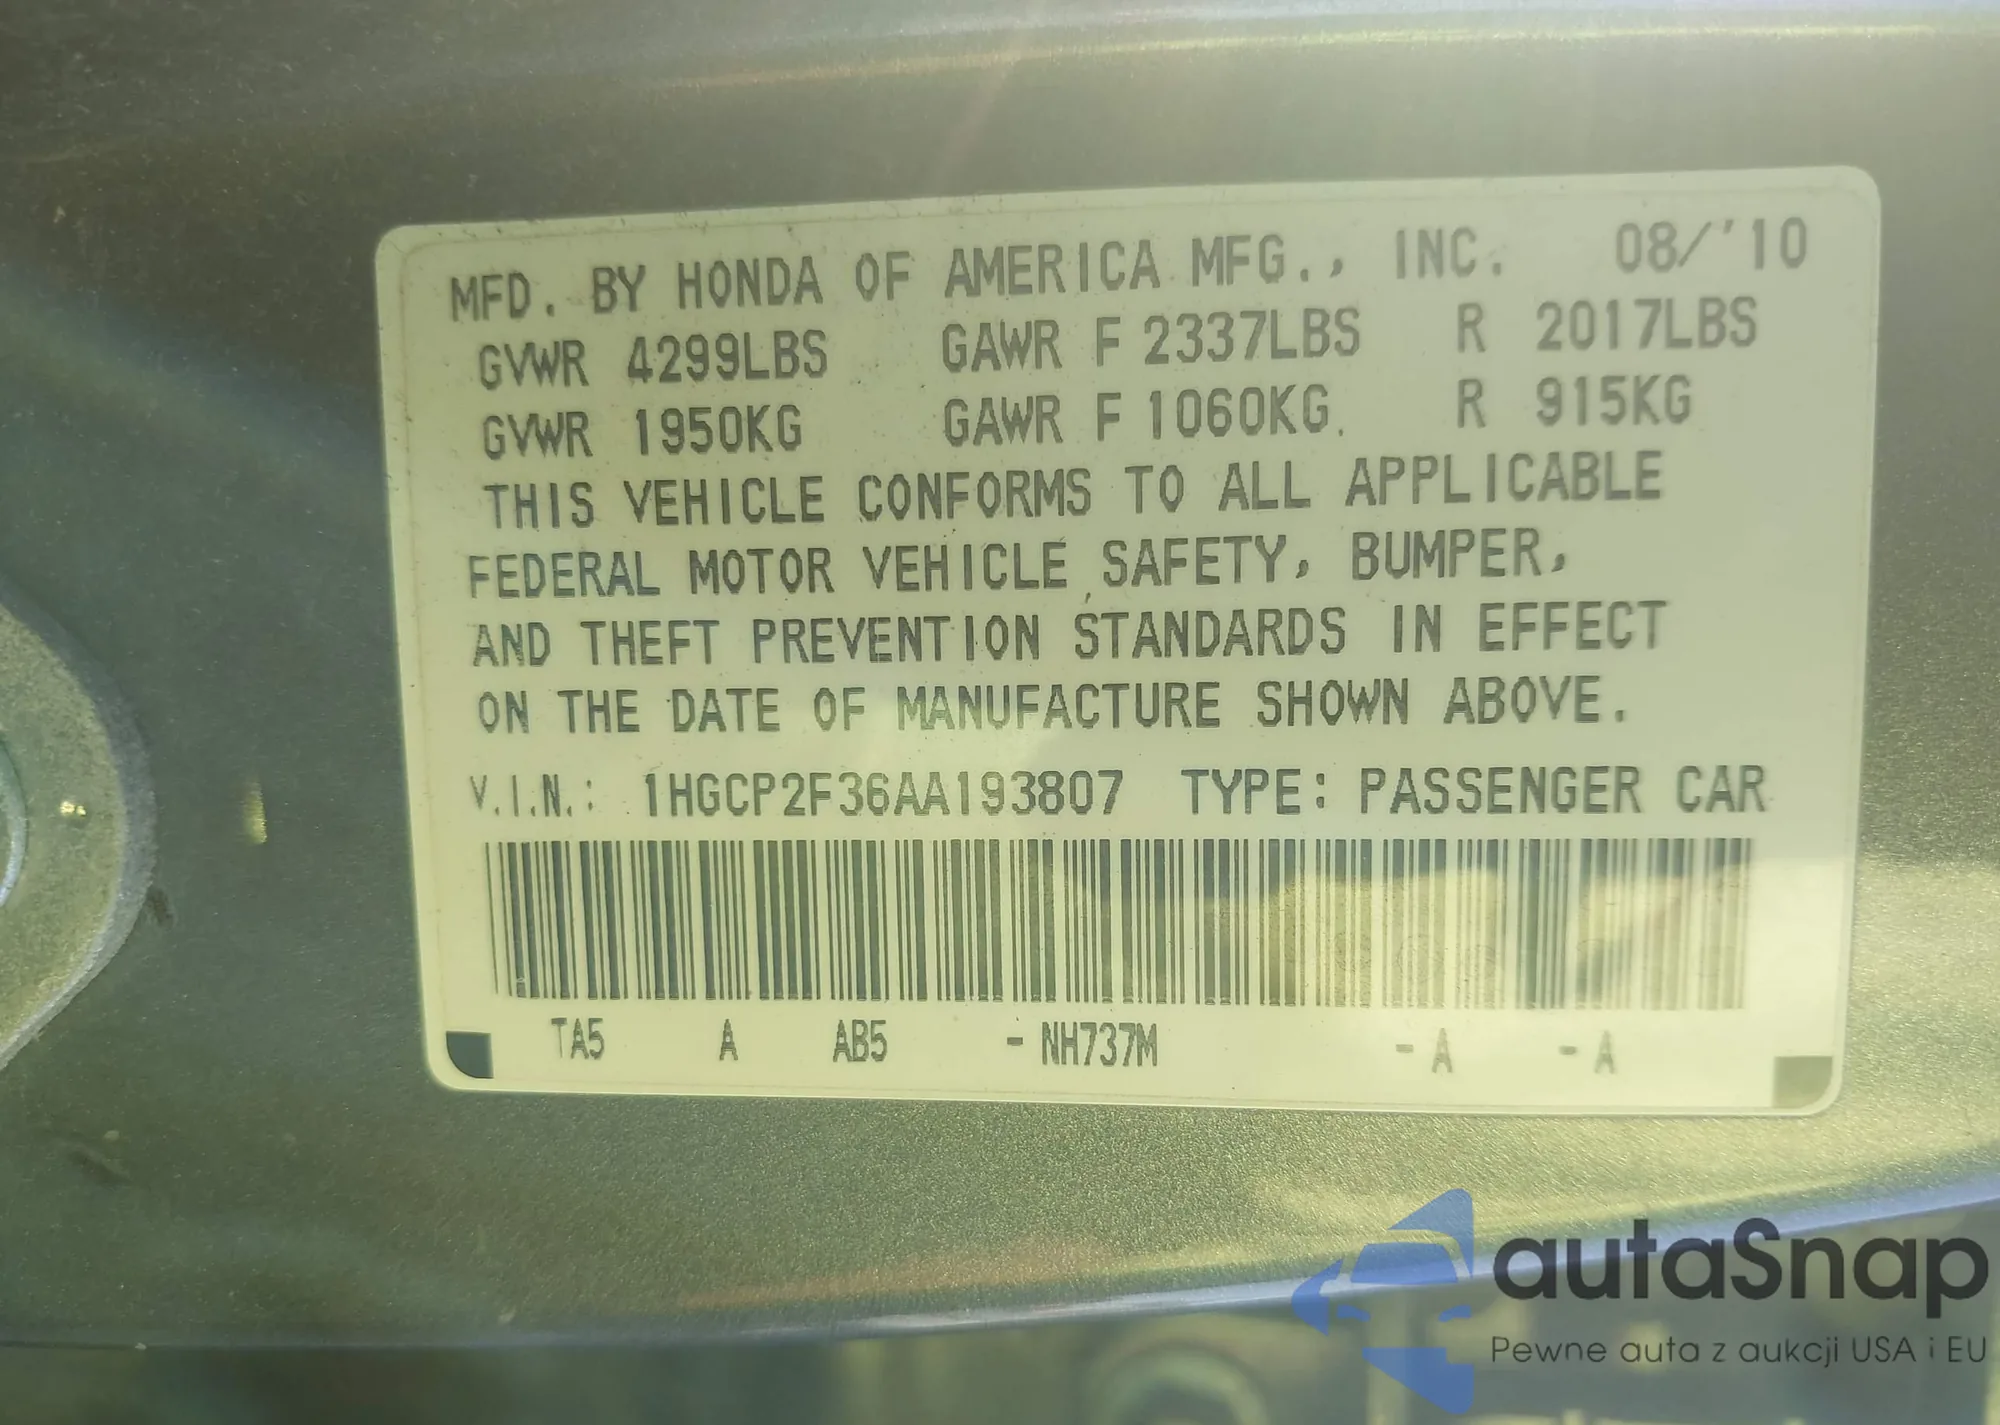 MFD. BY HONDA OF AMERICA MFG., INC. 08/'10
GVWR 4299LBS GAWR F 2337LBS R 2017LBS
GVWR 1950KG GAWR F 1060KG R 915KG
THIS VEHICLE CONFORMS TO ALL APPLICABLE
FEDERAL MOTOR VEHICLE SAFETY, BUMPER,
AND THEFT PREVENTION STANDARDS IN EFFECT
ON THE DATE OF MANUFACTURE SHOWN ABOVE.
V.I.N.: 1HGCP2F36AA193807 TYPE: PASSENGER CAR
TA5 A AB5 - NH737M - A - A
autaSnap
Pewne auta z aukcji USA i EU